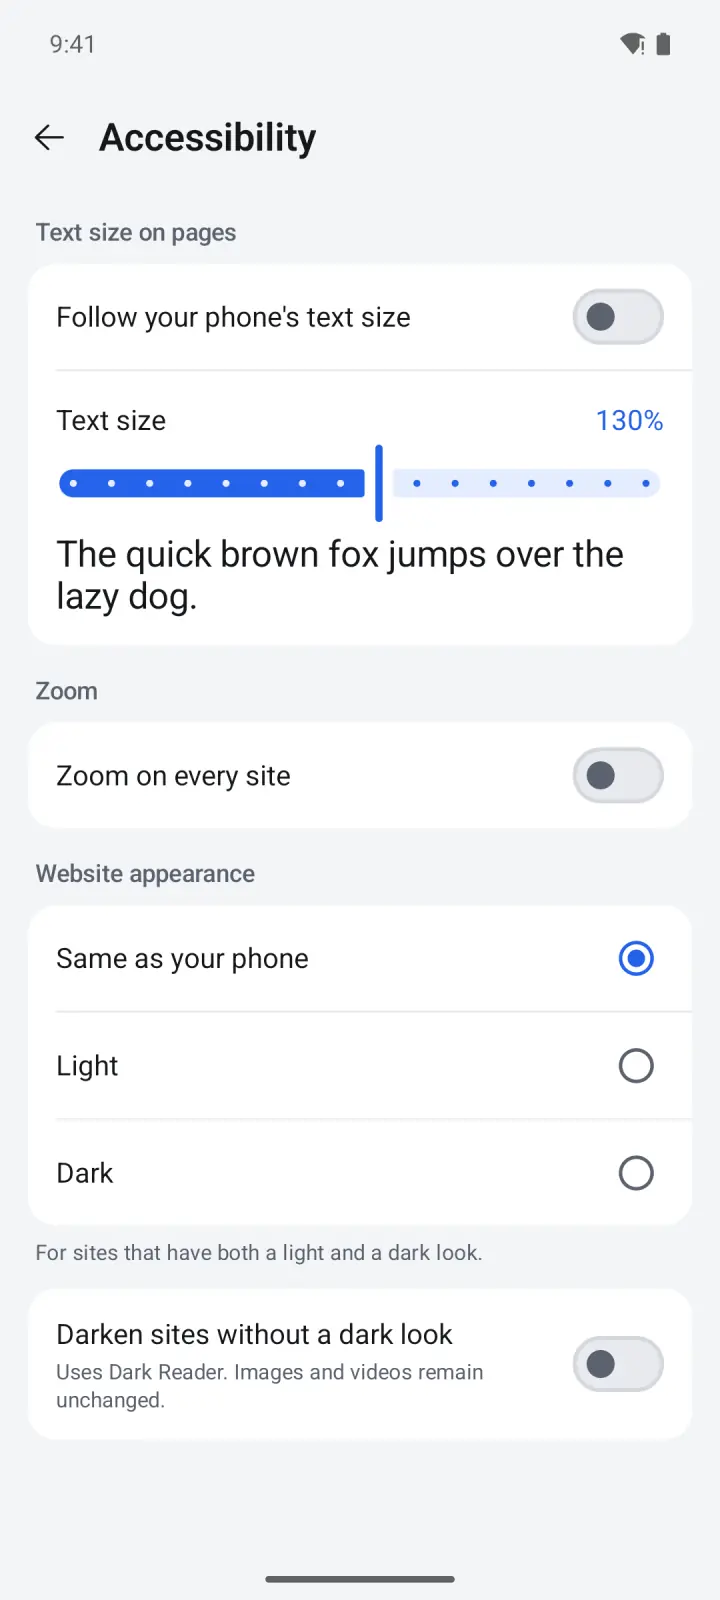 9:41
Accessibility
Text size on pages
Follow your phone's text size
Text size
130%
The quick brown fox jumps over the
lazy dog.
Zoom
Zoom on every site
Website appearance
Same as your phone
Light
Dark
For sites that have both a light and a dark look.
Darken sites without a dark look
Uses Dark Reader. Images and videos remain
unchanged.